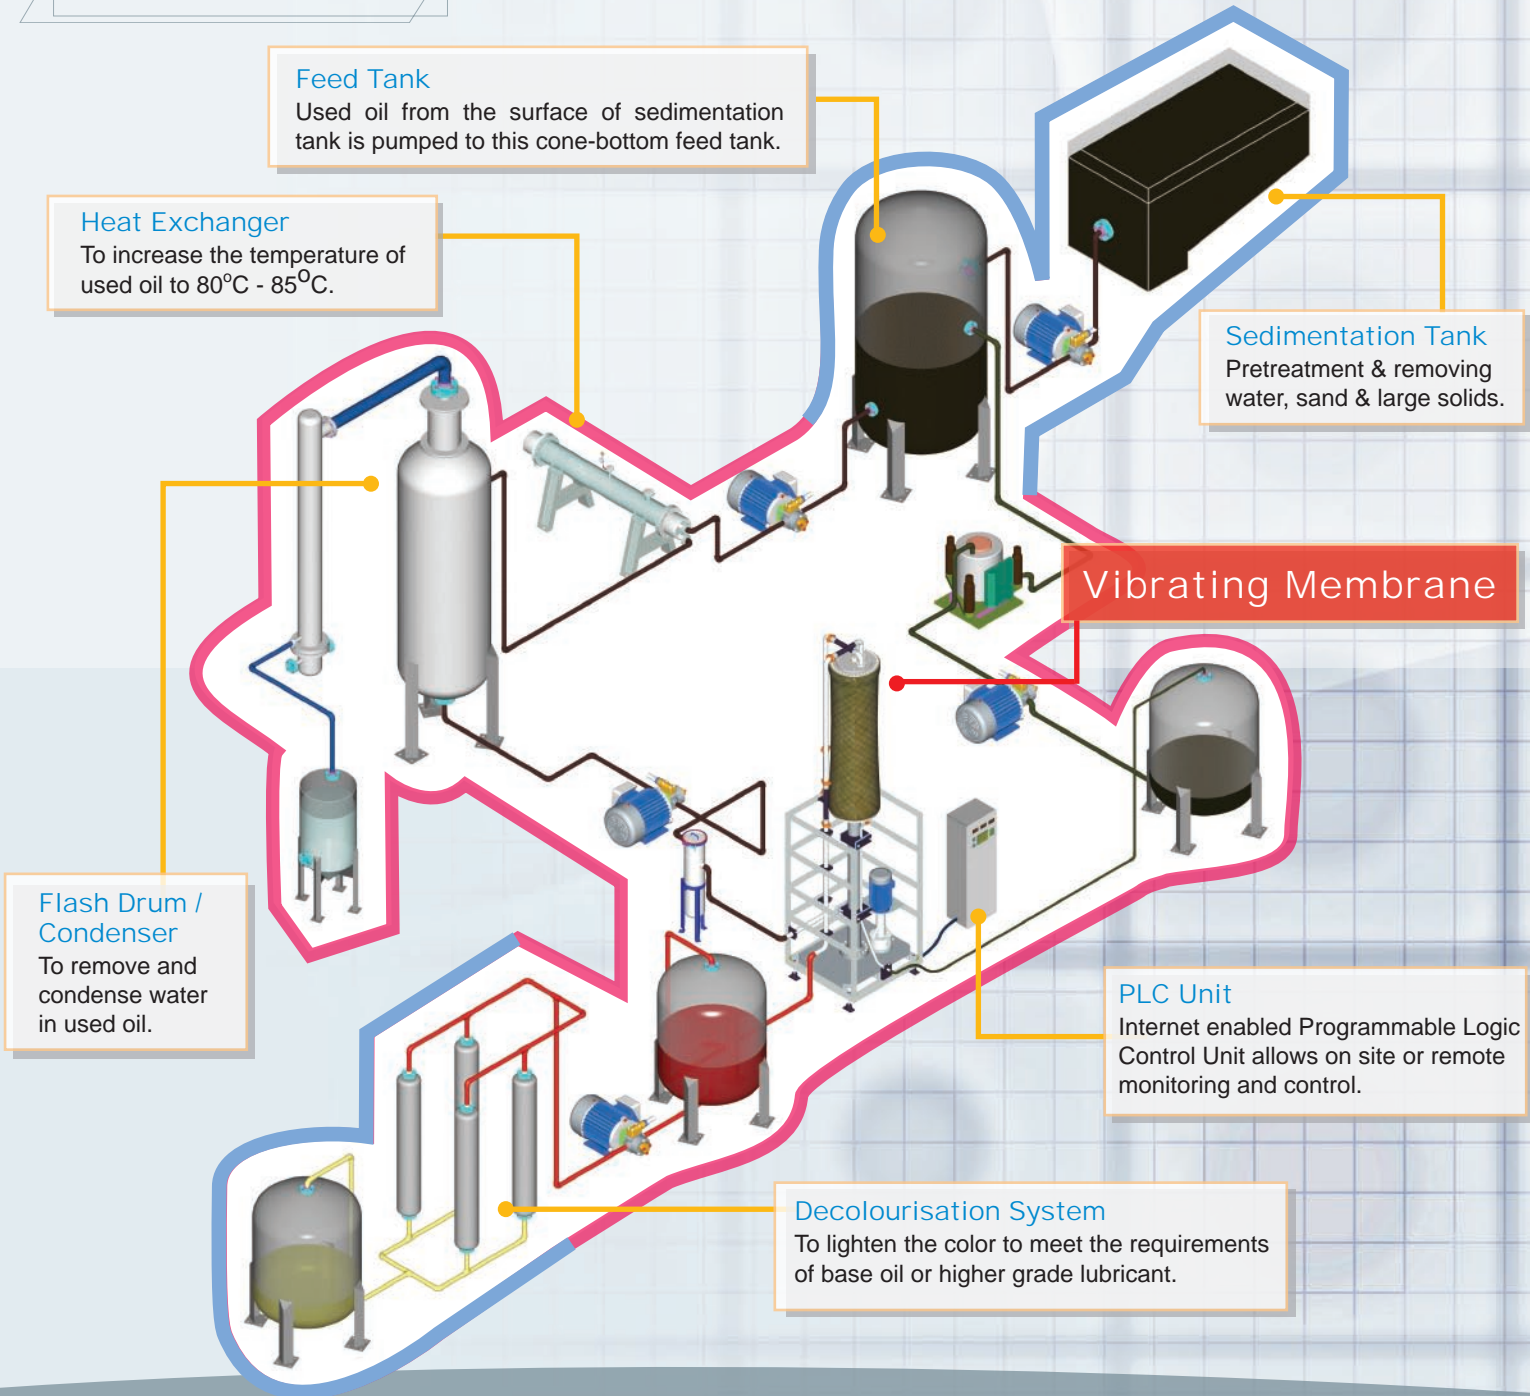 Feed Tank
Used oil from the surface of sedimentation
tank is pumped to this cone-bottom feed tank.
Heat Exchanger
To increase the temperature of
used oil to 80°C - 85°C.
Sedimentation Tank
Pretreatment & removing
water, sand & large solids.
Vibrating Membrane
Flash Drum /
Condenser
To remove and
condense water
in used oil.
PLC Unit
Internet enabled Programmable Logic
Control Unit allows on site or remote
monitoring and control.
Decolourisation System
To lighten the color to meet the requirements
of base oil or higher grade lubricant.